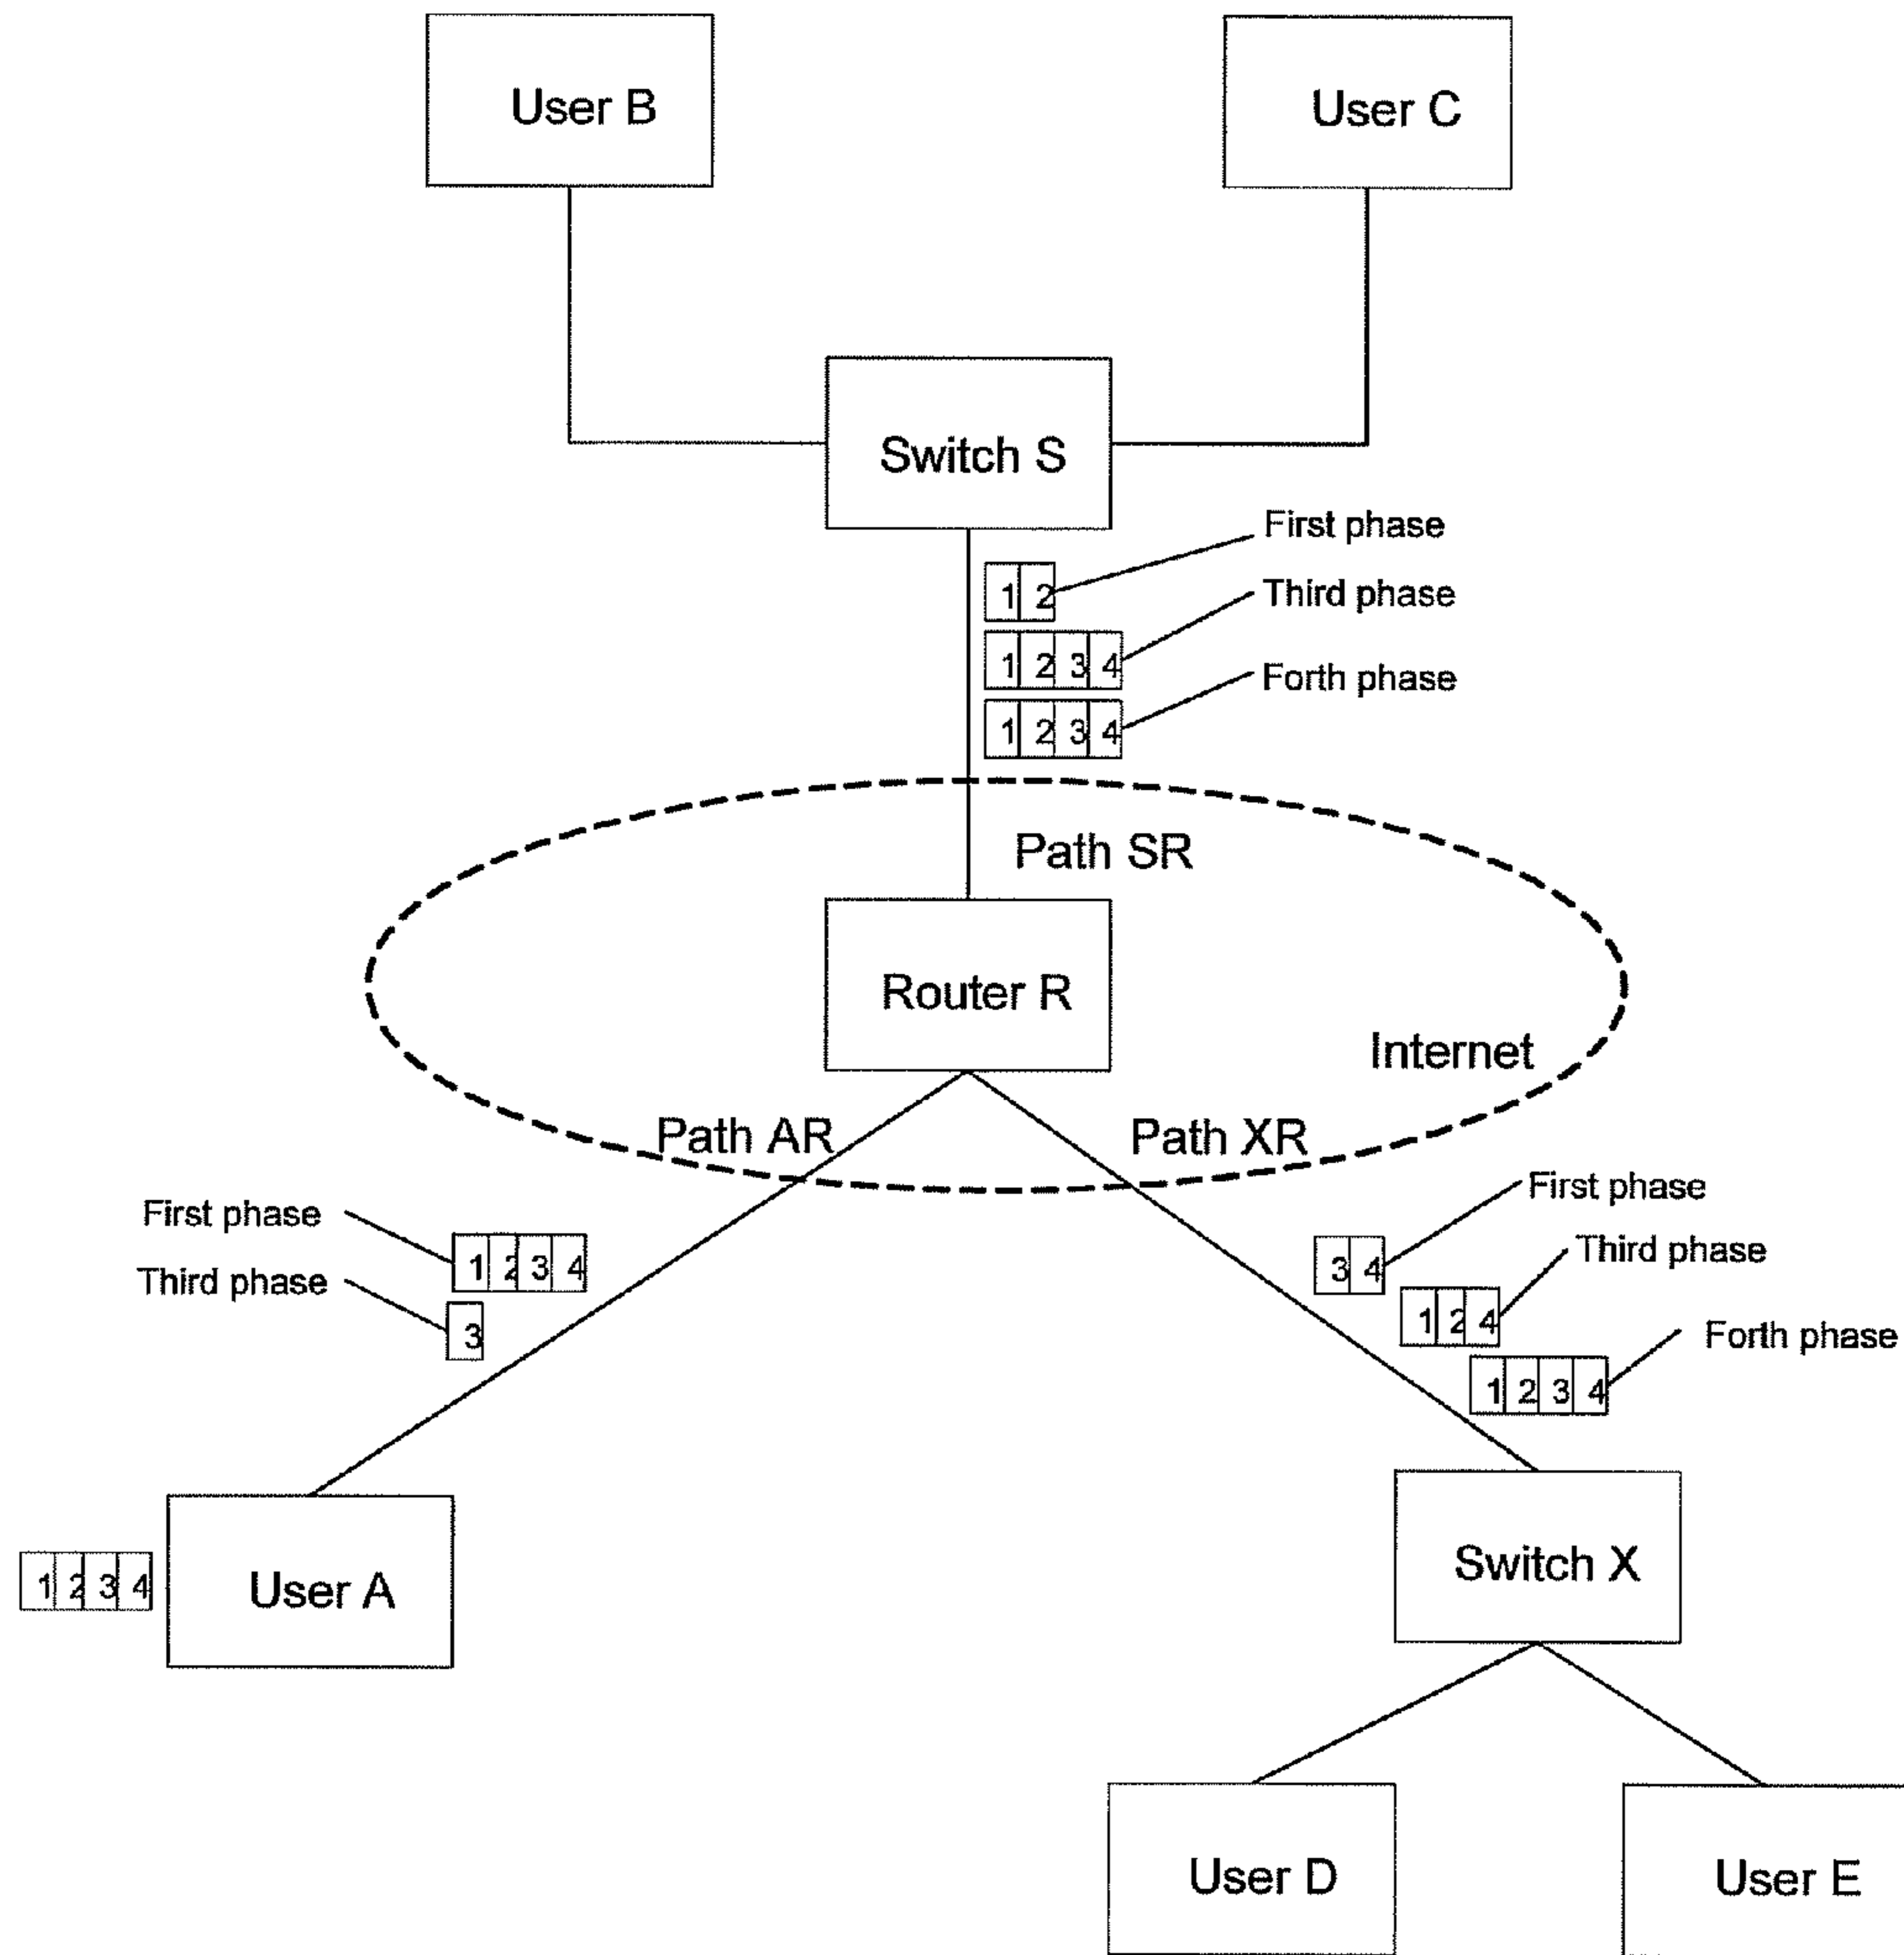 User B
User C
Switch S
First phase
1 2
Third phase
1 2 3 4
Forth phase
1 2 3 4
Path SR
Router R
Internet
Path AR
Path XR
First phase
1 2 3 4
Third phase
3
First phase
3 4
Third phase
1 2 4
Forth phase
1 2 3 4
1 2 3 4
User A
Switch X
User D
User E